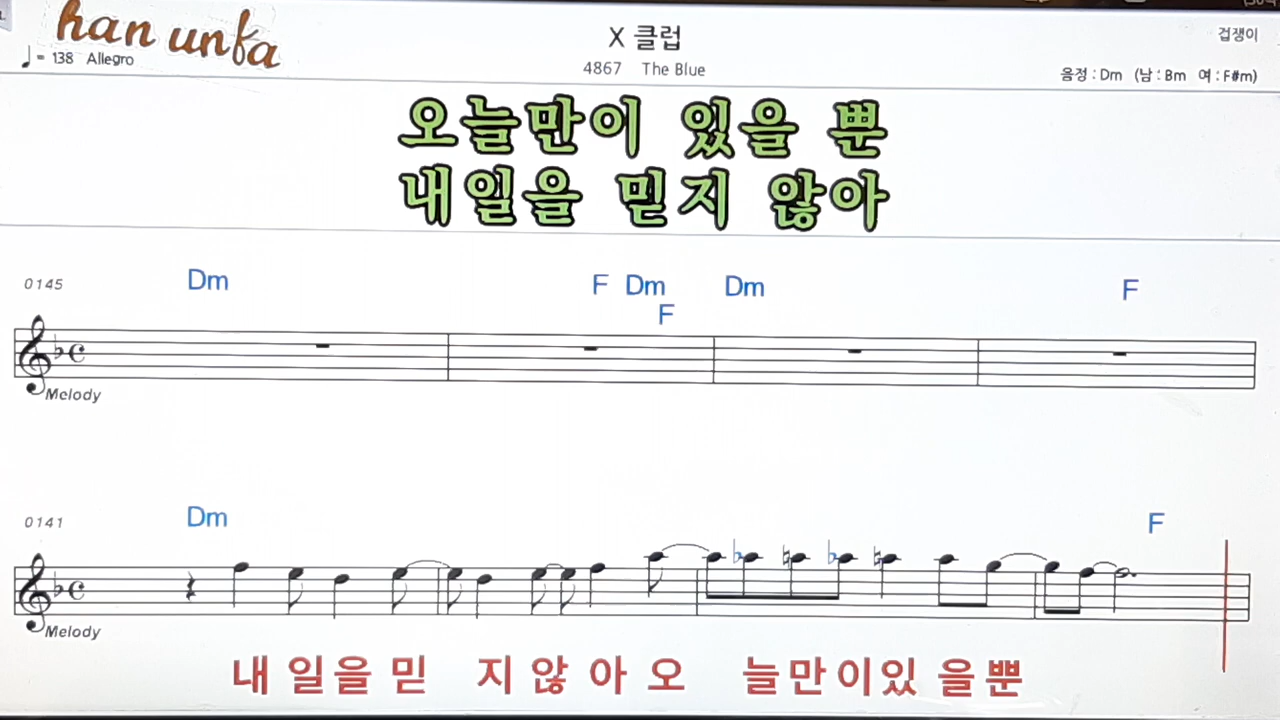 han unfa
X 클럽
겁쟁이
♩ = 138 Allegro
4867 The Blue
음정 : Dm (남 : Bm 여 : F#m)
오늘만이 있을 뿐
내일을 믿지 않아
0145 Dm F Dm Dm F
F
Melody
0141 Dm F
Melody
내 일을 믿 지 않 아 오 늘만이있 을뿐